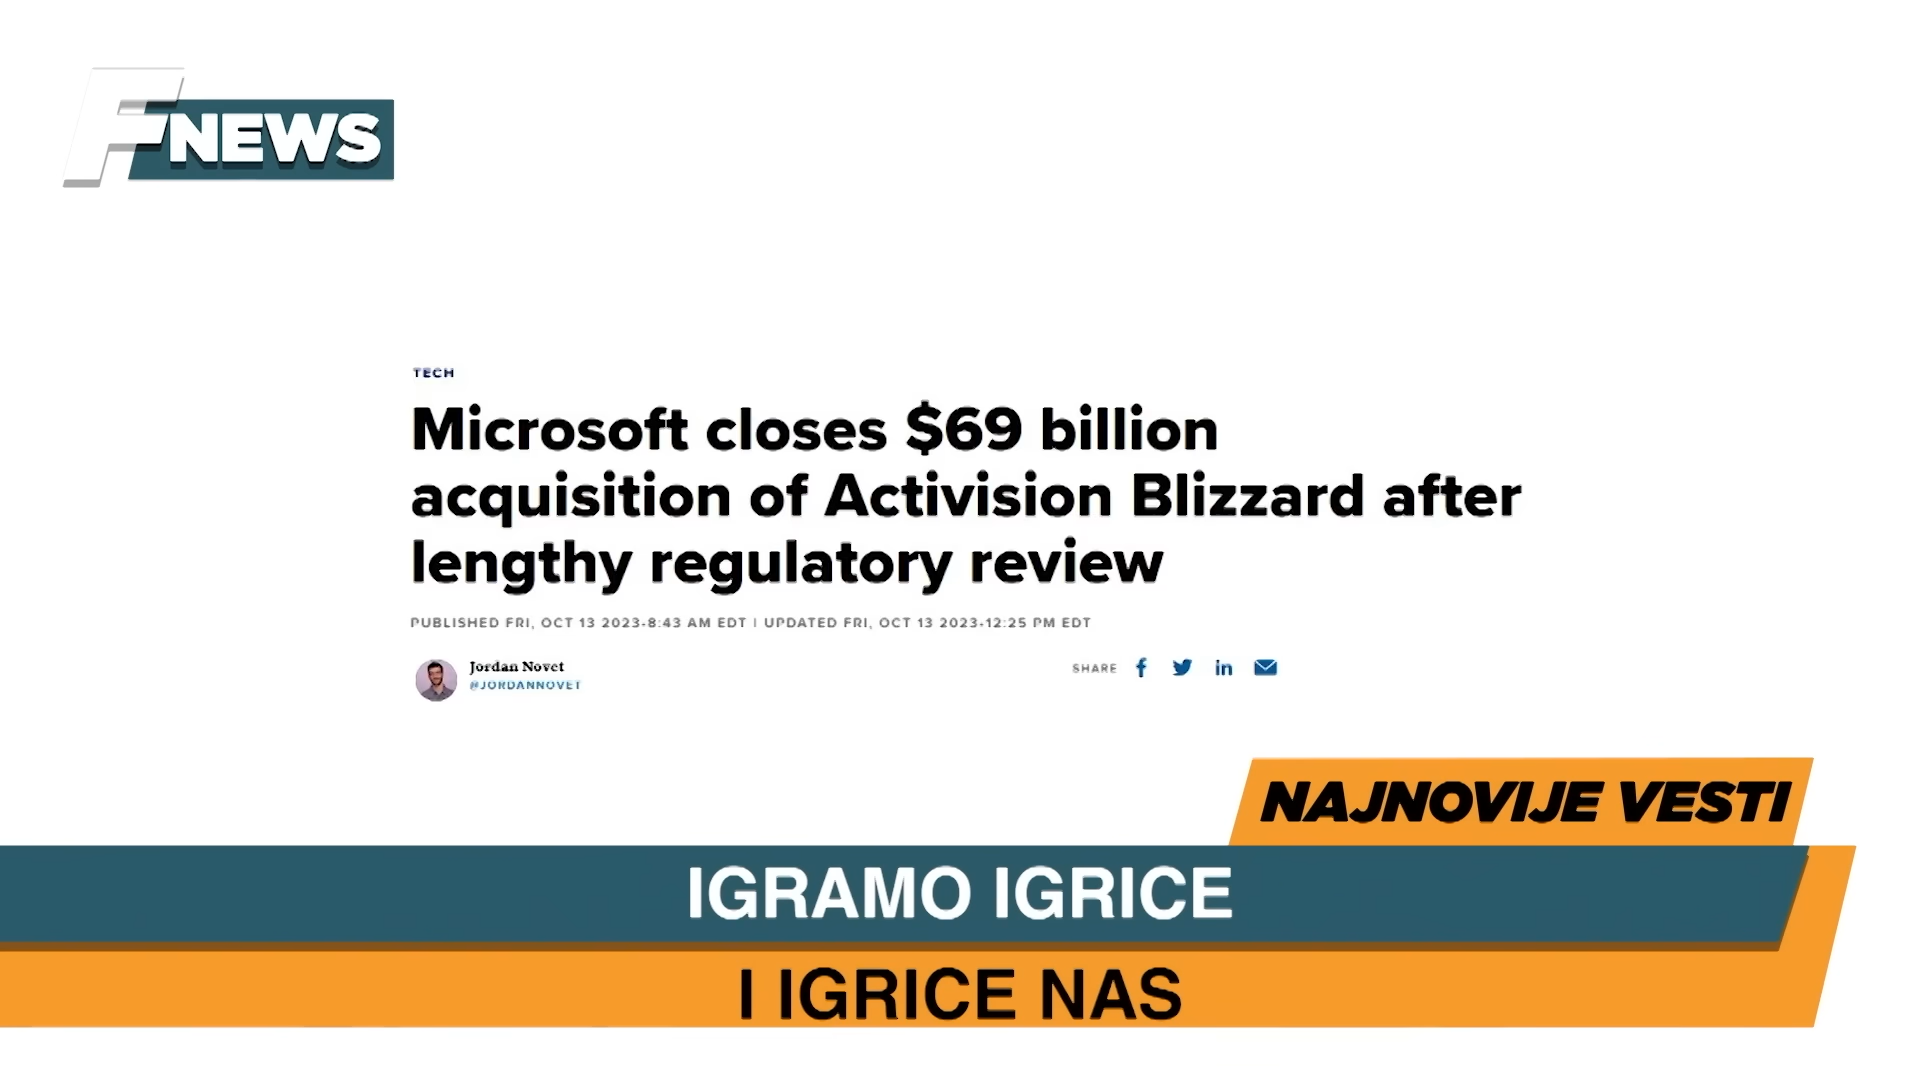 FNEWS
TECH
Microsoft closes $69 billion
acquisition of Activision Blizzard after
lengthy regulatory review
PUBLISHED FRI, OCT 13 2023-8:43 AM EDT | UPDATED FRI, OCT 13 2023-12:25 PM EDT
Jordan Novet
@JORDANNOVET
SHARE f in
NAJNOVIJE VESTI
IGRAMO IGRICE
I IGRICE NAS